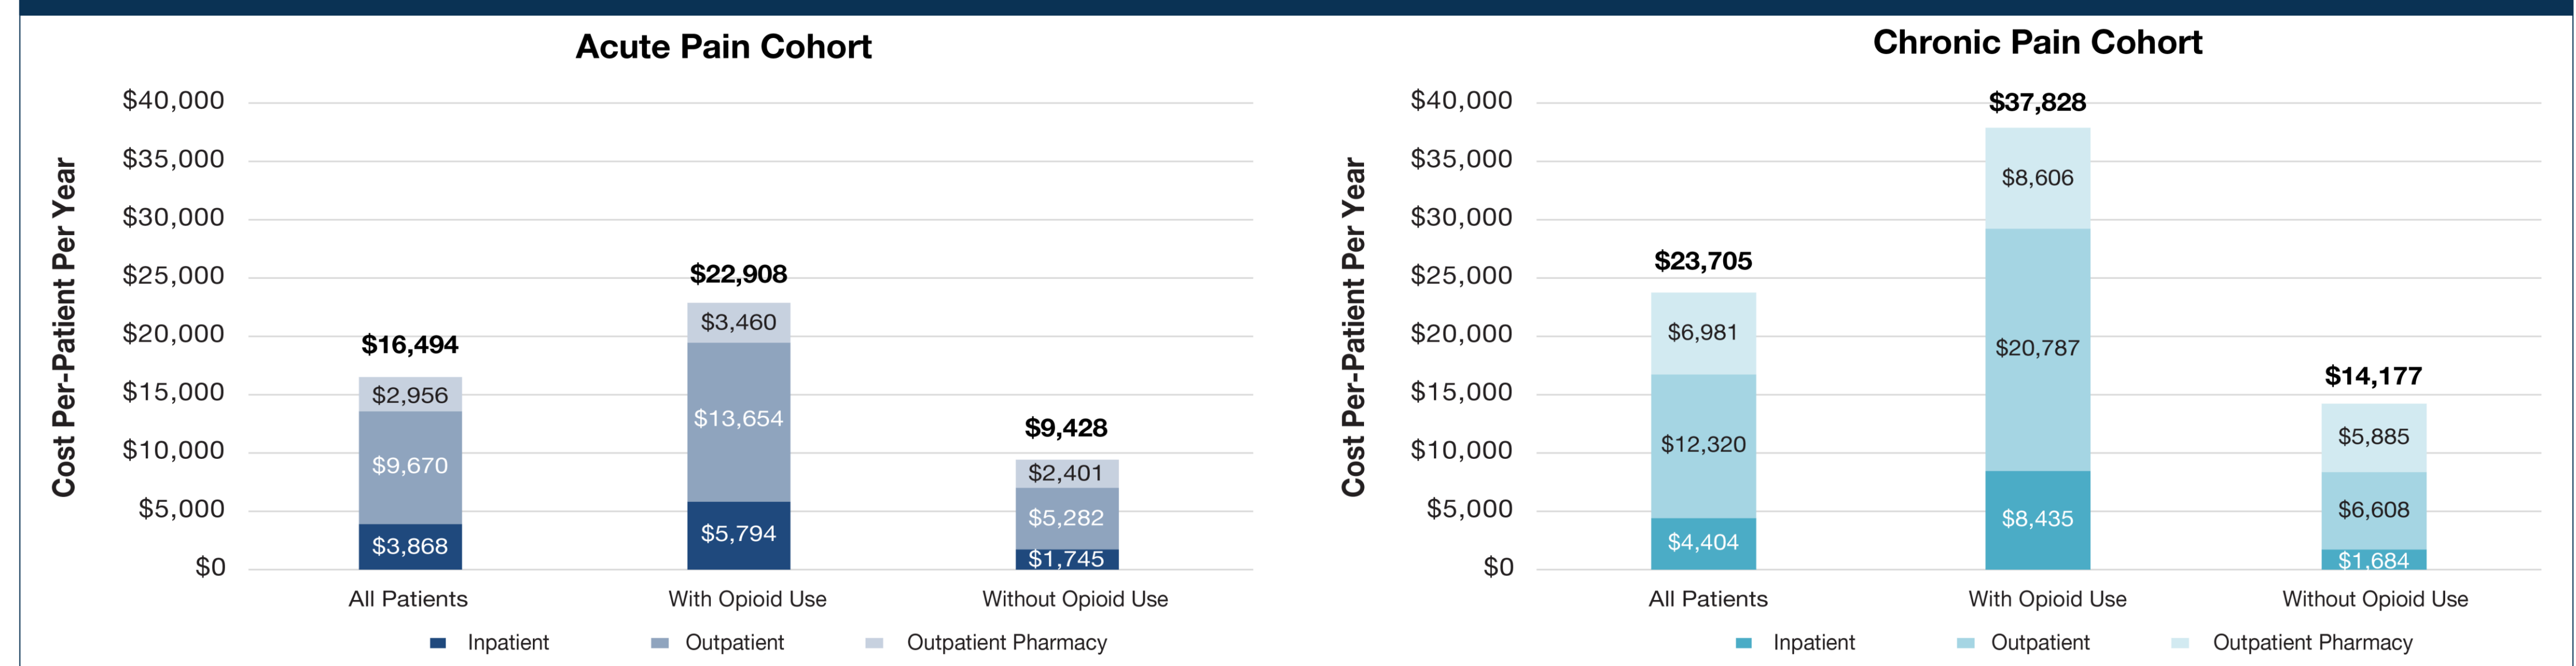 Acute Pain Cohort
Cost Per-Patient Per Year
$40,000
$35,000
$30,000
$25,000
$20,000
$15,000
$10,000
$5,000
$0
$16,494
$2,956
$9,670
$3,868
$22,908
$3,460
$13,654
$5,794
$9,428
$2,401
$5,282
$1,745
All Patients
With Opioid Use
Without Opioid Use
Inpatient
Outpatient
Outpatient Pharmacy
Chronic Pain Cohort
Cost Per-Patient Per Year
$40,000
$35,000
$30,000
$25,000
$20,000
$15,000
$10,000
$5,000
$0
$23,705
$6,981
$12,320
$4,404
$37,828
$8,606
$20,787
$8,435
$14,177
$5,885
$6,608
$1,684
All Patients
With Opioid Use
Without Opioid Use
Inpatient
Outpatient
Outpatient Pharmacy